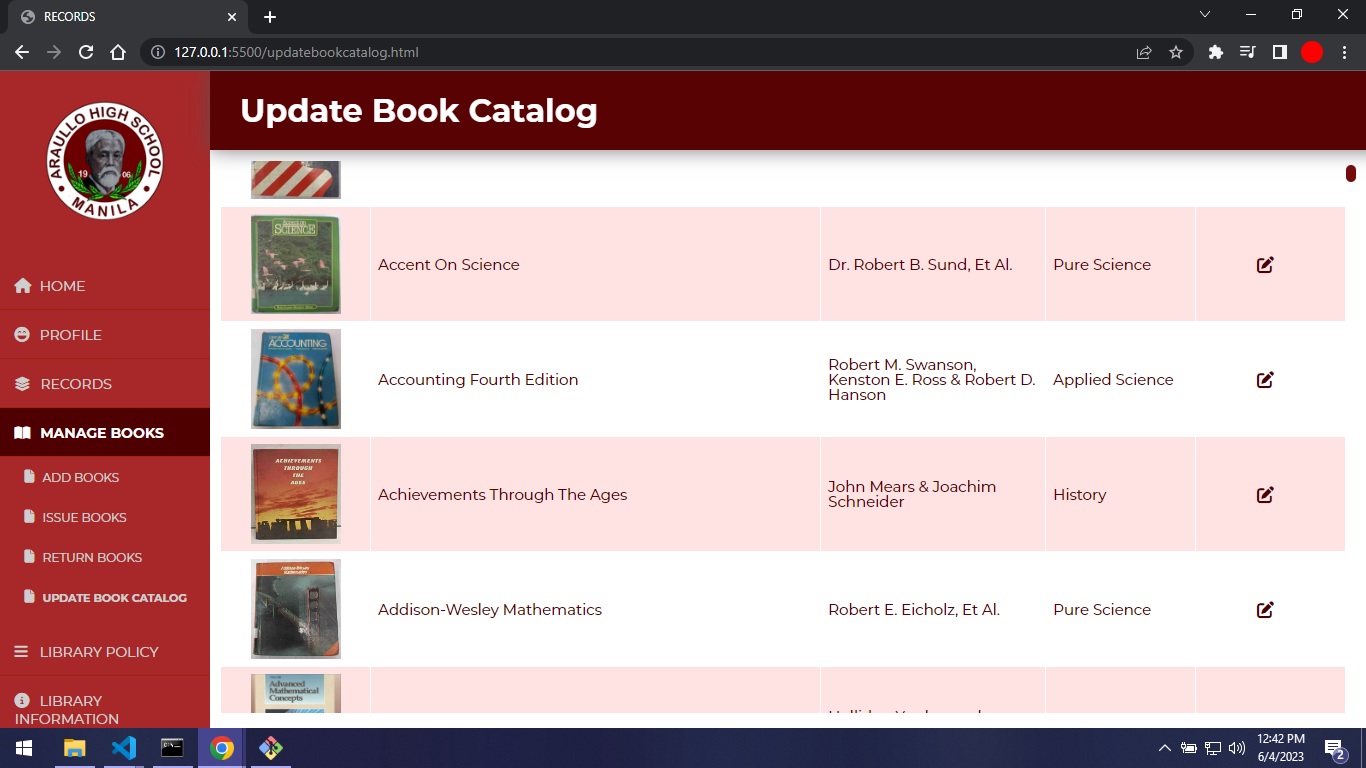 RECORDS
127.0.0.1:5500/updatebookcatalog.html
ARAULLO HIGH SCHOOL
19 06
MANILA
Update Book Catalog
HOME
PROFILE
RECORDS
MANAGE BOOKS
ADD BOOKS
ISSUE BOOKS
RETURN BOOKS
UPDATE BOOK CATALOG
LIBRARY POLICY
LIBRARY
INFORMATION
SCIENCE
Accent On Science
Dr. Robert B. Sund, Et Al.
Pure Science
ACCOUNTING
Accounting Fourth Edition
Robert M. Swanson,
Kenston E. Ross & Robert D.
Hanson
Applied Science
ACHIEVEMENTS
THROUGH
THE
AGES
Achievements Through The Ages
John Mears & Joachim
Schneider
History
Addison-Wesley
Mathematics
Addison-Wesley Mathematics
Robert E. Eicholz, Et Al.
Pure Science
Advanced
Mathematical
Concepts
12:42 PM
6/4/2023
2